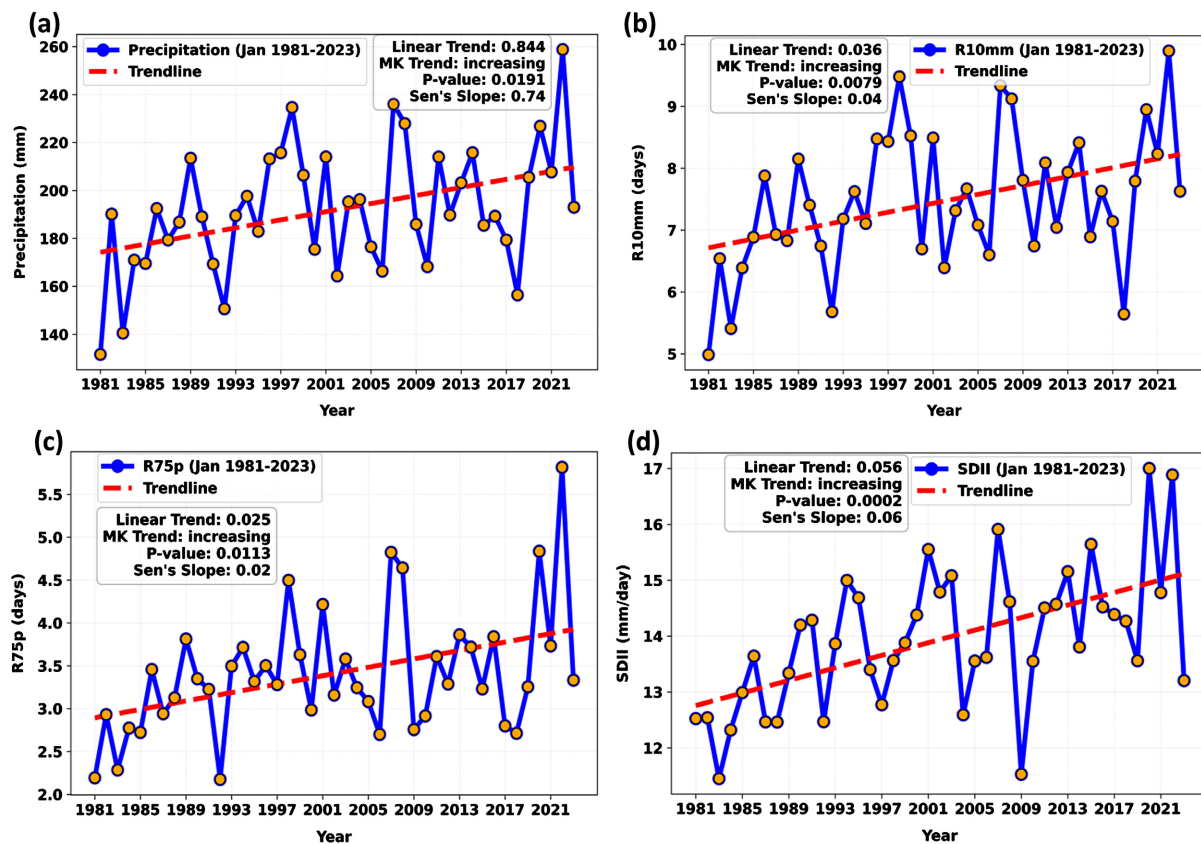 (a)
Precipitation (Jan 1981-2023)
Trendline
Linear Trend: 0.844
MK Trend: increasing
P-value: 0.0191
Sen's Slope: 0.74
Precipitation (mm)
260
240
220
200
180
160
140
1981 1985 1989 1993 1997 2001 2005 2009 2013 2017 2021
Year
(b)
Linear Trend: 0.036
MK Trend: increasing
P-value: 0.0079
Sen's Slope: 0.04
R10mm (Jan 1981-2023)
Trendline
R10mm (days)
10
9
8
7
6
5
1981 1985 1989 1993 1997 2001 2005 2009 2013 2017 2021
Year
(c)
R75p (Jan 1981-2023)
Trendline
Linear Trend: 0.025
MK Trend: increasing
P-value: 0.0113
Sen's Slope: 0.02
R75p (days)
5.5
5.0
4.5
4.0
3.5
3.0
2.5
2.0
1981 1985 1989 1993 1997 2001 2005 2009 2013 2017 2021
Year
(d)
Linear Trend: 0.056
MK Trend: increasing
P-value: 0.0002
Sen's Slope: 0.06
SDII (Jan 1981-2023)
Trendline
SDII (mm/day)
17
16
15
14
13
12
1981 1985 1989 1993 1997 2001 2005 2009 2013 2017 2021
Year